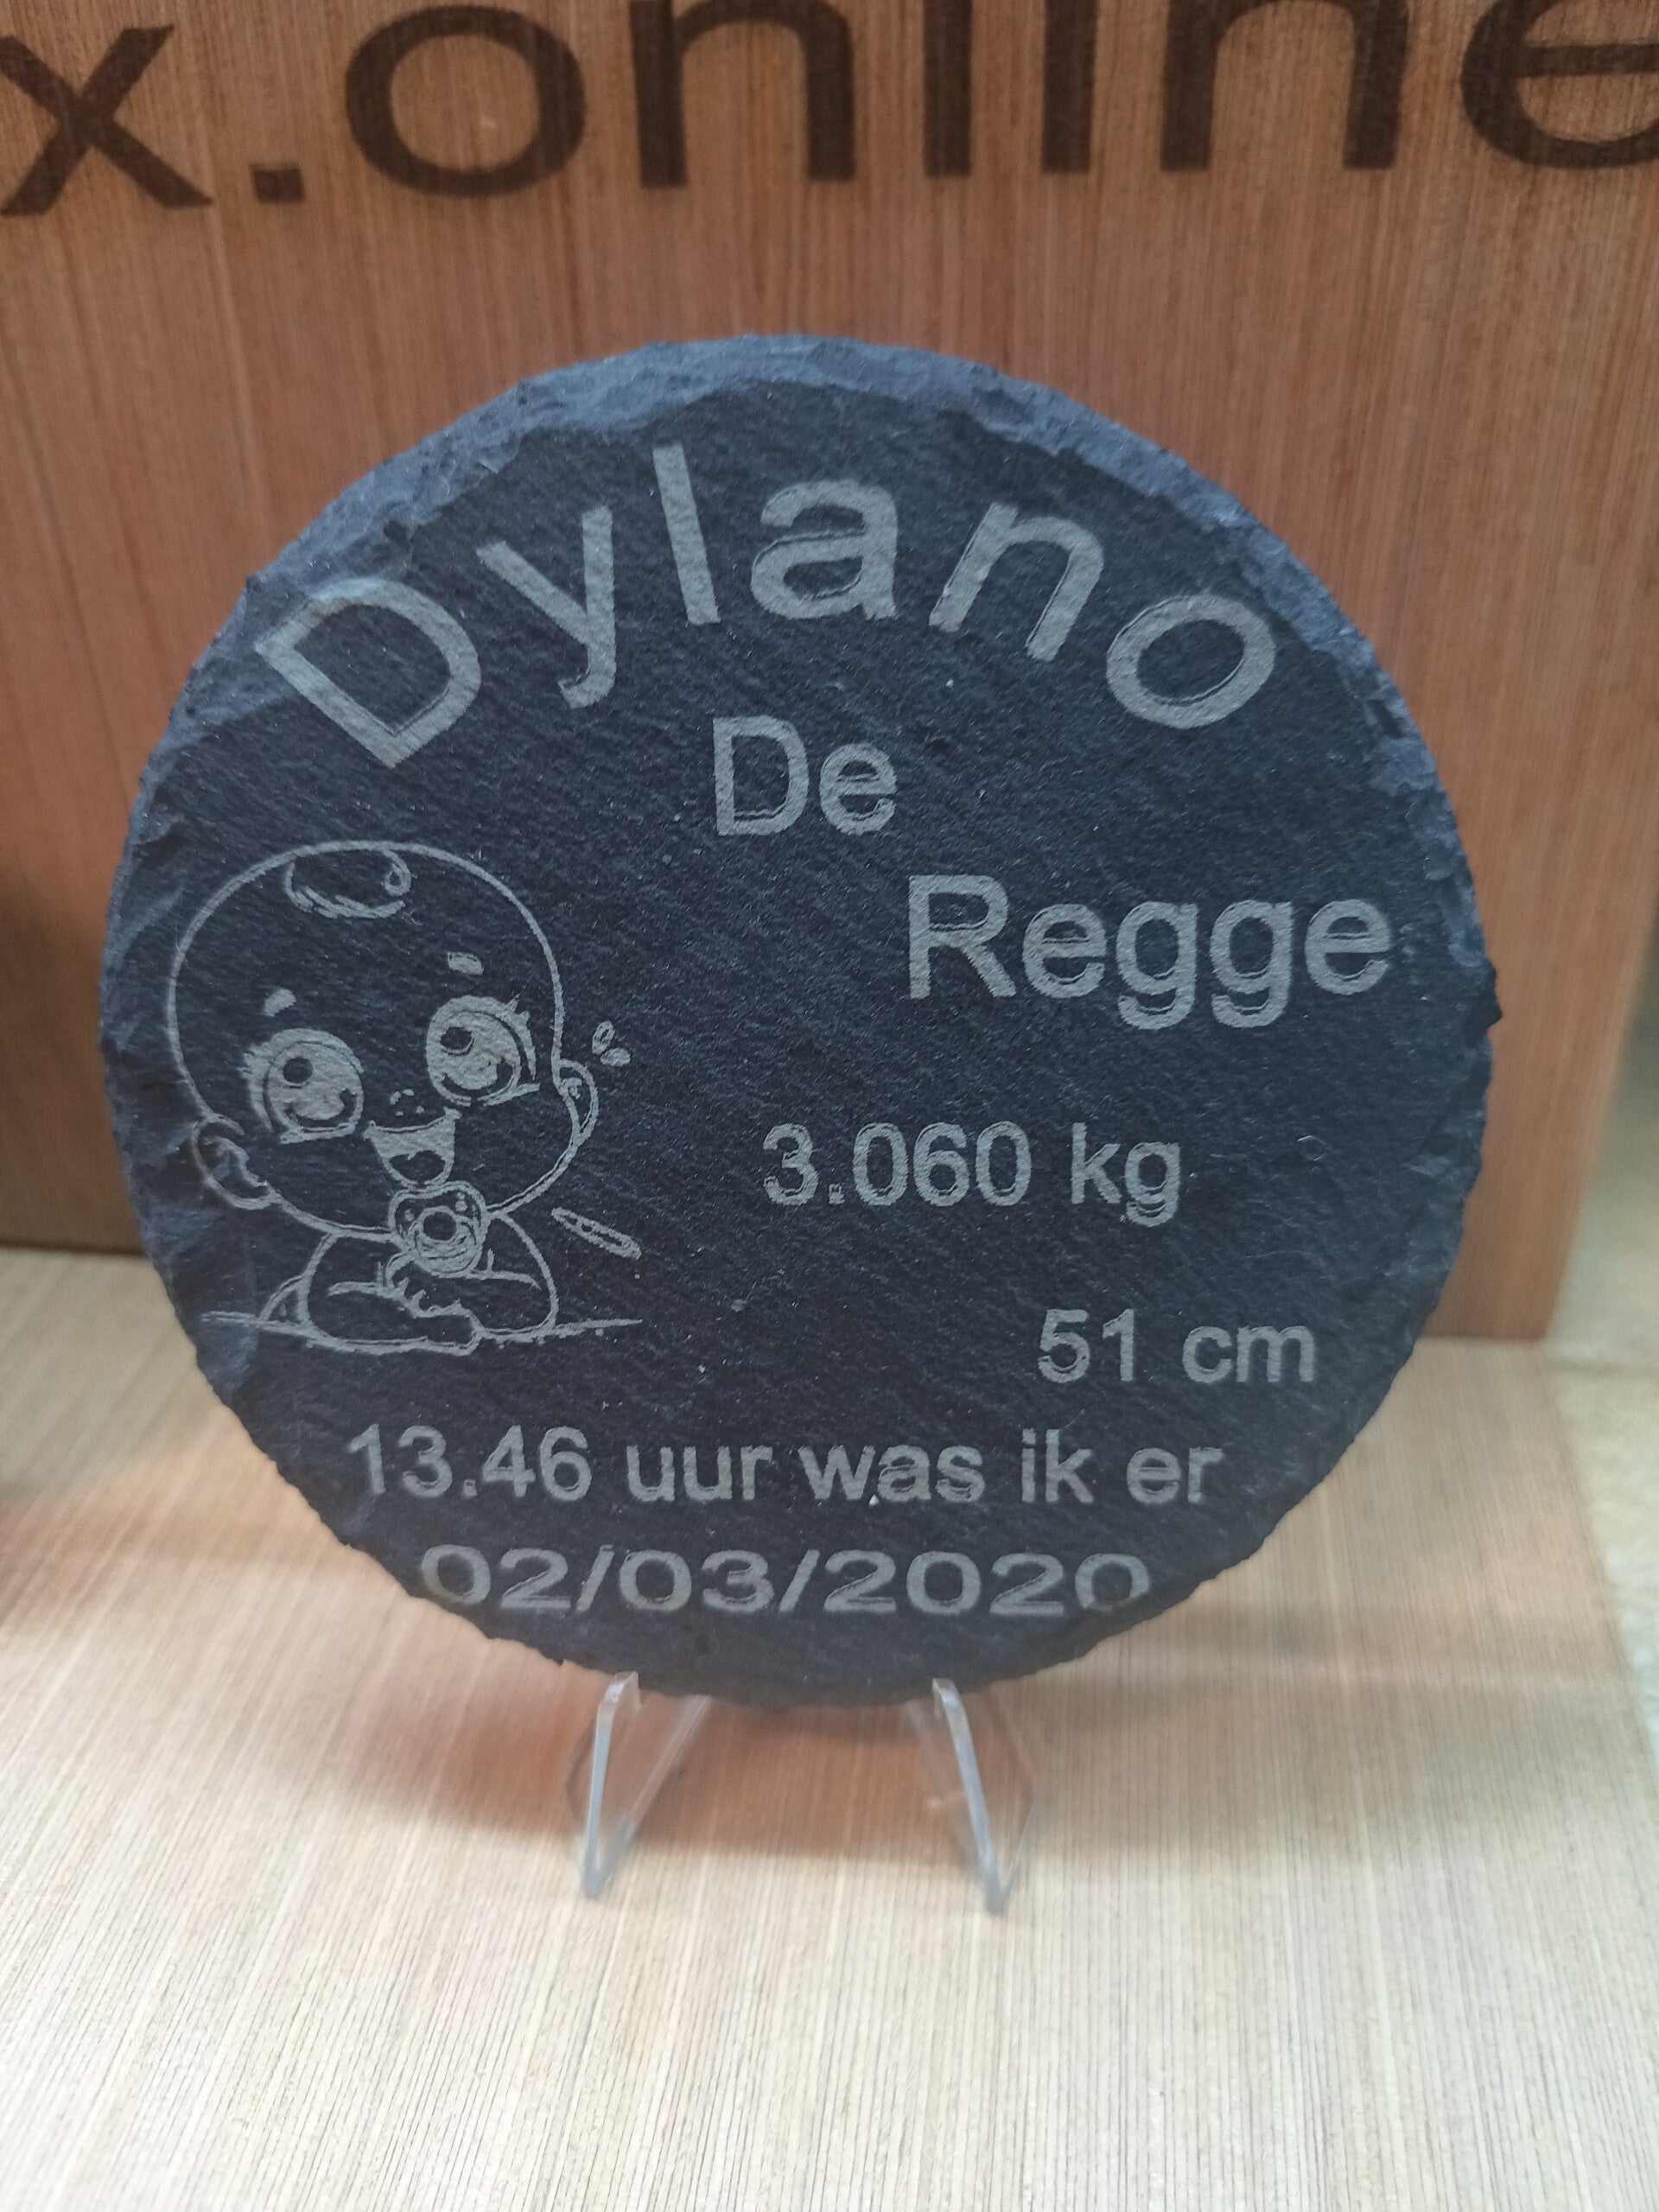 x.online
Dylano
De
Regge
3.060 kg
51 cm
13.46 uur was ik er
02/03/2020